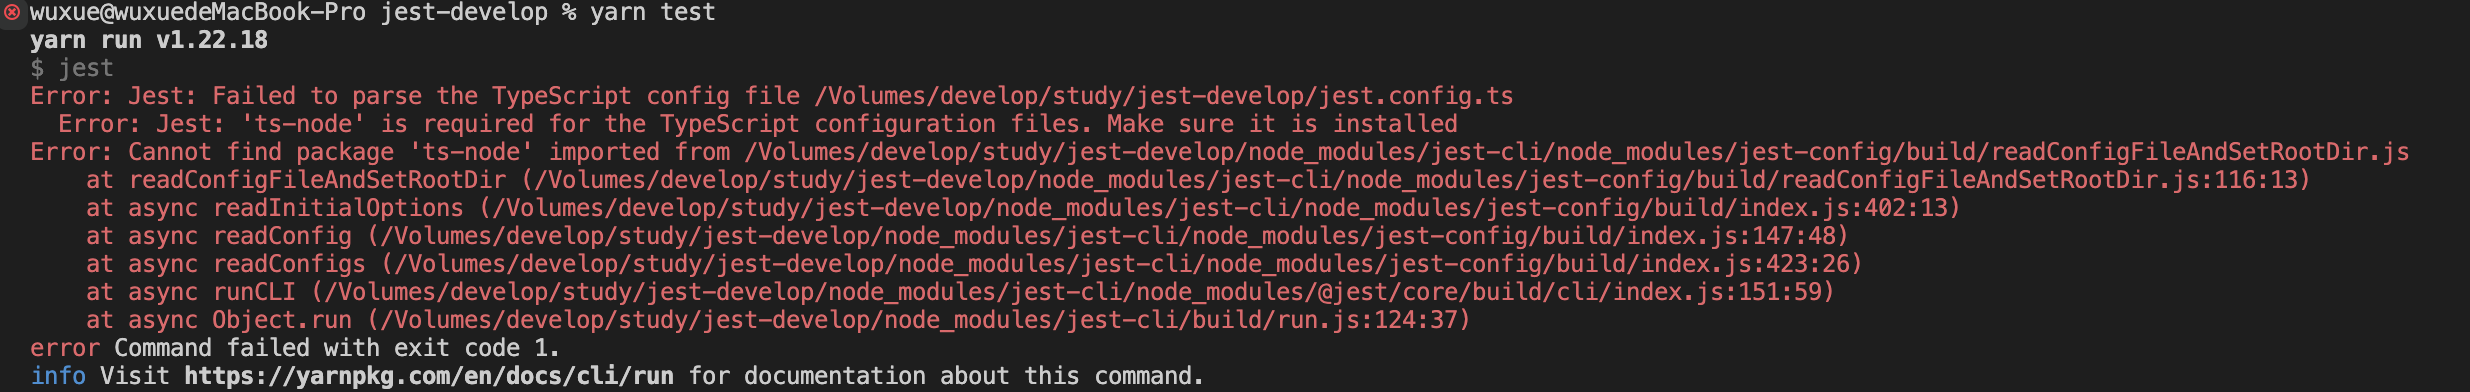 wuxue@wuxuedeMacBook-Pro jest-develop % yarn test
yarn run v1.22.18
$ jest
Error: Jest: Failed to parse the TypeScript config file /Volumes/develop/study/jest-develop/jest.config.ts
  Error: Jest: 'ts-node' is required for the TypeScript configuration files. Make sure it is installed
Error: Cannot find package 'ts-node' imported from /Volumes/develop/study/jest-develop/node_modules/jest-cli/node_modules/jest-config/build/readConfigFileAndSetRootDir.js
    at readConfigFileAndSetRootDir (/Volumes/develop/study/jest-develop/node_modules/jest-cli/node_modules/jest-config/build/readConfigFileAndSetRootDir.js:116:13)
    at async readInitialOptions (/Volumes/develop/study/jest-develop/node_modules/jest-cli/node_modules/jest-config/build/index.js:402:13)
    at async readConfig (/Volumes/develop/study/jest-develop/node_modules/jest-cli/node_modules/jest-config/build/index.js:147:48)
    at async readConfigs (/Volumes/develop/study/jest-develop/node_modules/jest-cli/node_modules/jest-config/build/index.js:423:26)
    at async runCLI (/Volumes/develop/study/jest-develop/node_modules/jest-cli/node_modules/@jest/core/build/cli/index.js:151:59)
    at async Object.run (/Volumes/develop/study/jest-develop/node_modules/jest-cli/build/run.js:124:37)
error Command failed with exit code 1.
info Visit https://yarnpkg.com/en/docs/cli/run for documentation about this command.